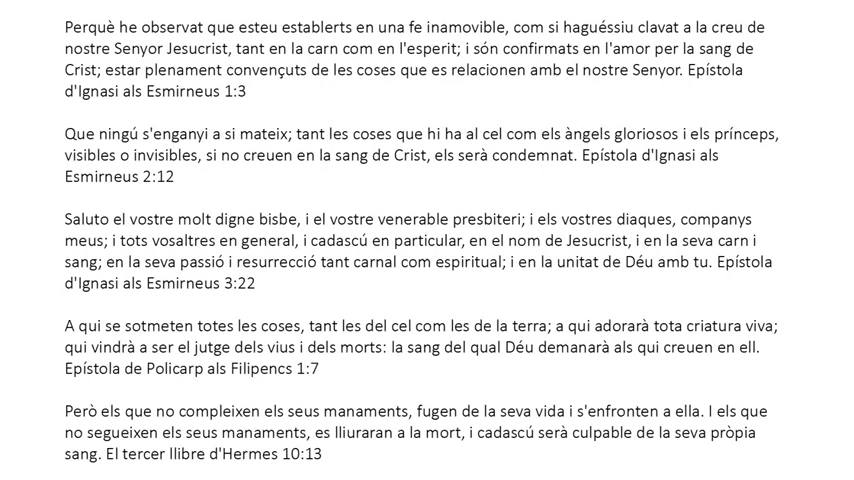 Perquè he observat que esteu establerts en una fe inamovible, com si haguéssiu clavat a la creu de
nostre Senyor Jesucrist, tant en la carn com en l'esperit; i són confirmats en l'amor per la sang de
Crist; estar plenament convençuts de les coses que es relacionen amb el nostre Senyor. Epístola
d'Ignasi als Esmirneus 1:3
Que ningú s'enganyi a si mateix; tant les coses que hi ha al cel com els àngels gloriosos i els prínceps,
visibles o invisibles, si no creuen en la sang de Crist, els serà condemnat. Epístola d'Ignasi als
Esmirneus 2:12
Saluto el vostre molt digne bisbe, i el vostre venerable presbiteri; i els vostres diaques, companys
meus; i tots vosaltres en general, i cadascú en particular, en el nom de Jesucrist, i en la seva carn i
sang; en la seva passió i resurrecció tant carnal com espiritual; i en la unitat de Déu amb tu. Epístola
d'Ignasi als Esmirneus 3:22
A qui se sotmeten totes les coses, tant les del cel com les de la terra; a qui adorarà tota criatura viva;
qui vindrà a ser el jutge dels vius i dels morts: la sang del qual Déu demanarà als qui creuen en ell.
Epístola de Policarp als Filipencs 1:7
Però els que no compleixen els seus manaments, fugen de la seva vida i s'enfronten a ella. I els que
no segueixen els seus manaments, es lliuraran a la mort, i cadascú serà culpable de la seva pròpia
sang. El tercer llibre d'Hermes 10:13